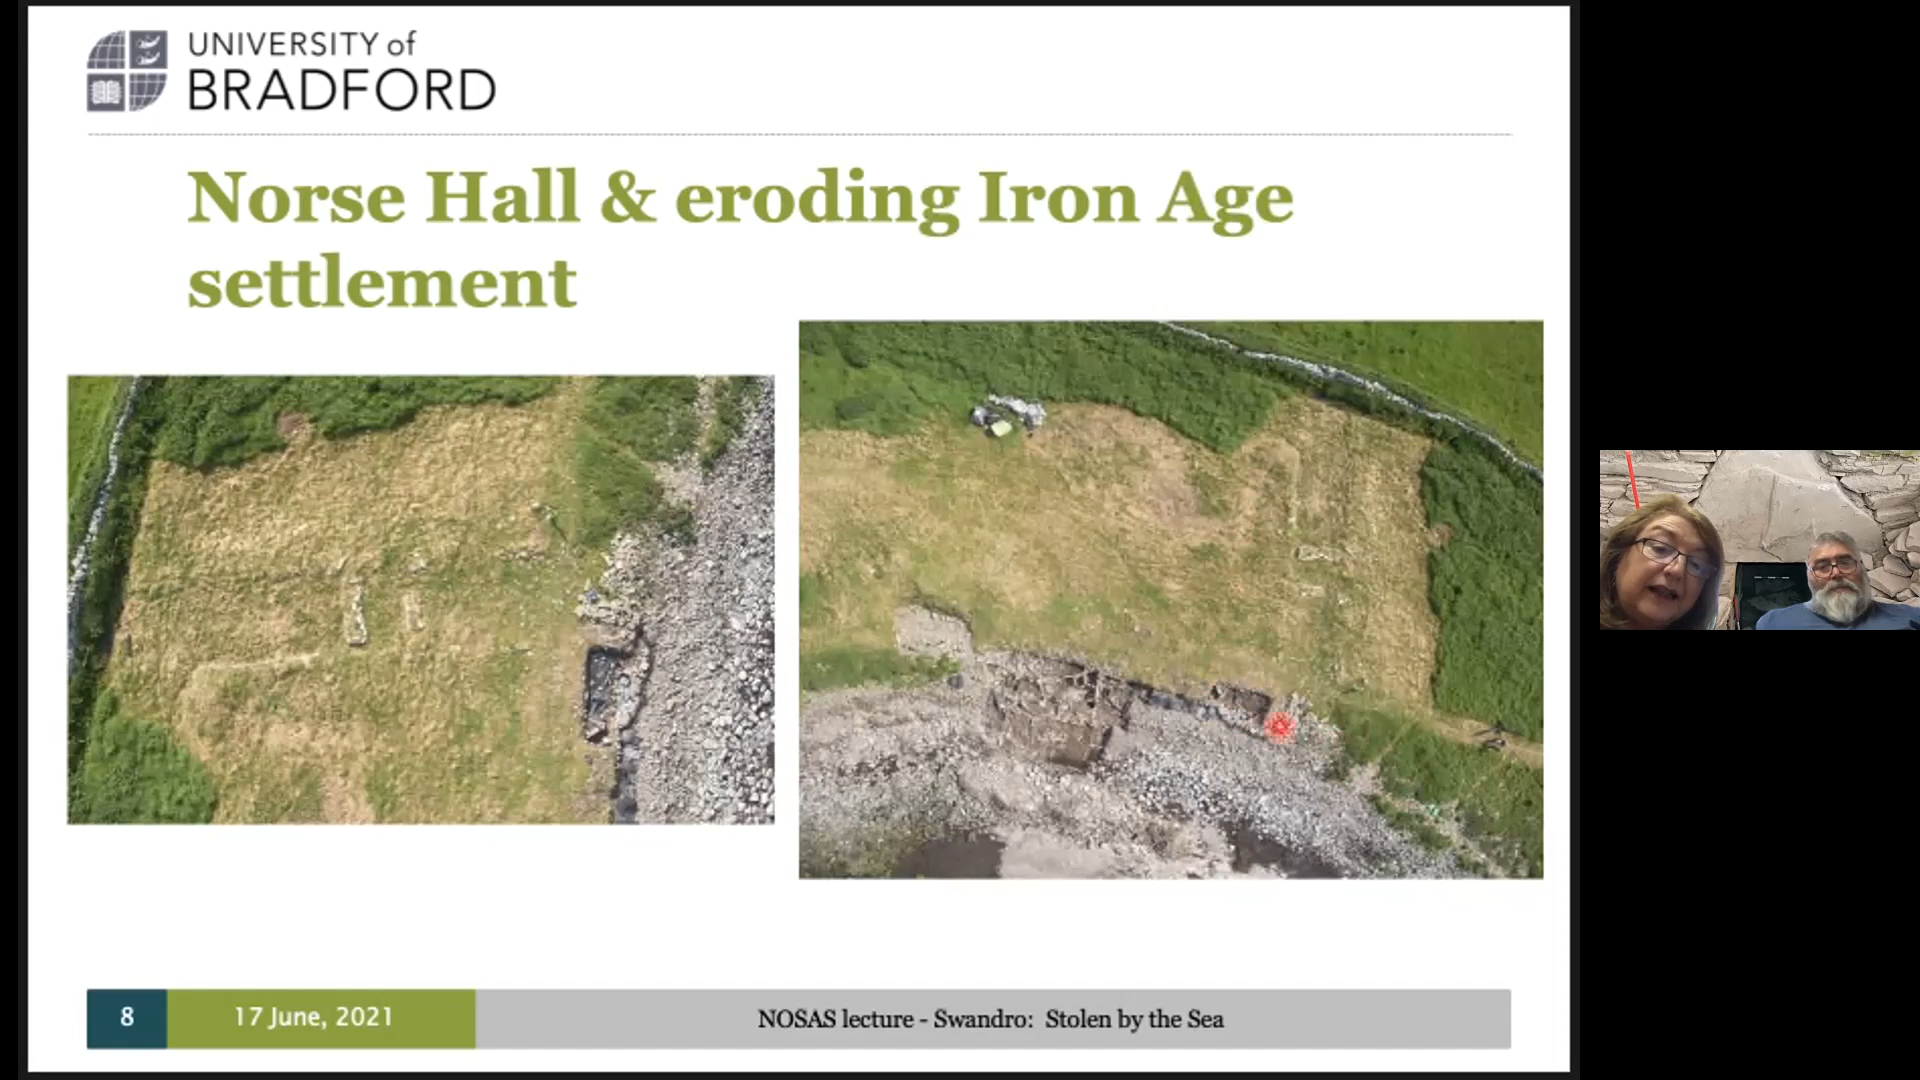 UNIVERSITY of
BRADFORD
Norse Hall & eroding Iron Age
settlement
8
17 June, 2021
NOSAS lecture - Swandro: Stolen by the Sea